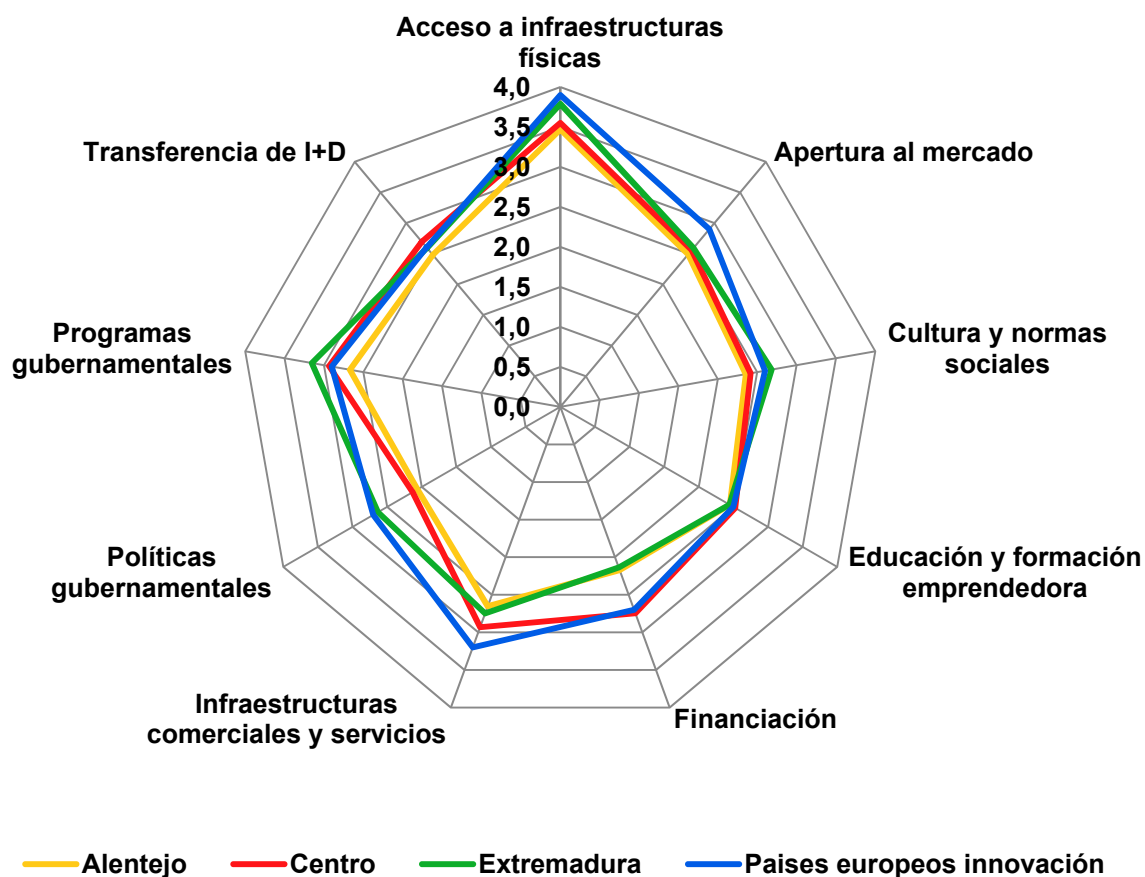 Acceso a infraestructuras
físicas
4,0
3,5
3,0
2,5
2,0
1,5
1,0
0,5
0,0
Apertura al mercado
Cultura y normas
sociales
Educación y formación
emprendedora
Financiación
Infraestructuras
comerciales y servicios
Políticas
gubernamentales
Programas
gubernamentales
Transferencia de I+D
Alentejo
Centro
Extremadura
Paises europeos innovación